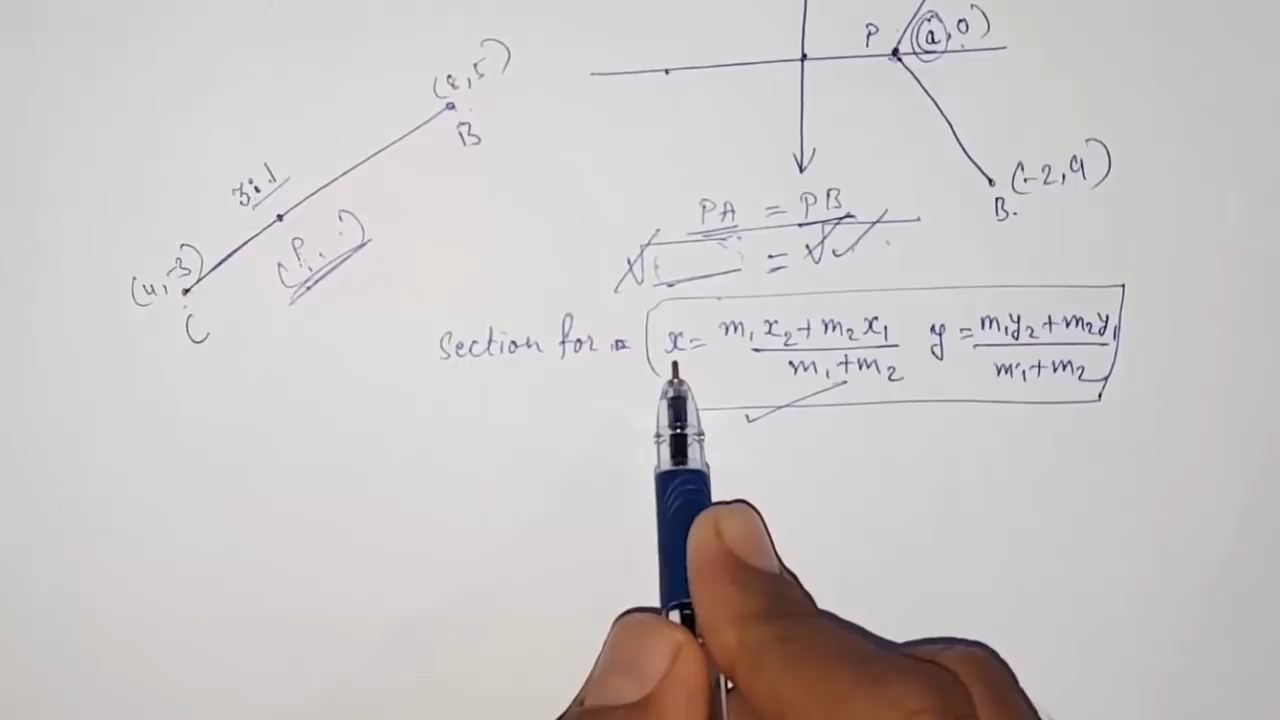 P (a, 0)
(8, 5)
B
3:1
(-2, 9)
B.
(4, -3)
(P...)
C
PA = PB
√ = √
section for x = m₁x₂ + m₂x₁ / m₁ + m₂ y = m₁y₂ + m₂y₁ / m₁ + m₂